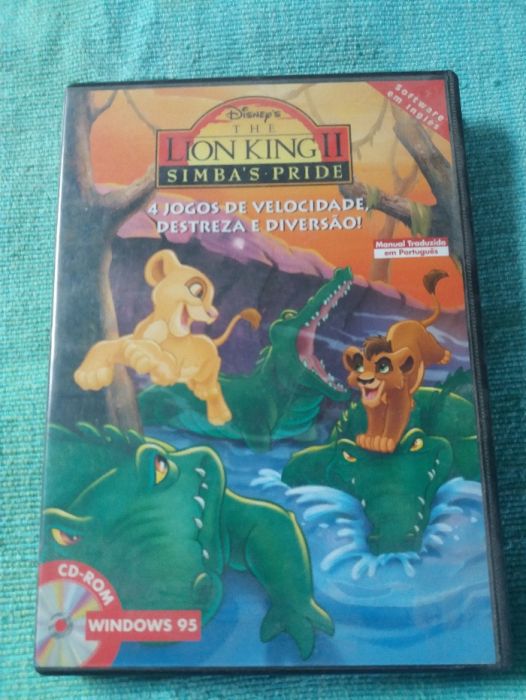 DISNEY'S
THE
LION KING II
SIMBA'S·PRIDE
Software
em Inglês
4 JOGOS DE VELOCIDADE,
DESTREZA E DIVERSÃO!
Manual Traduzido
em Português
CD-ROM
WINDOWS 95